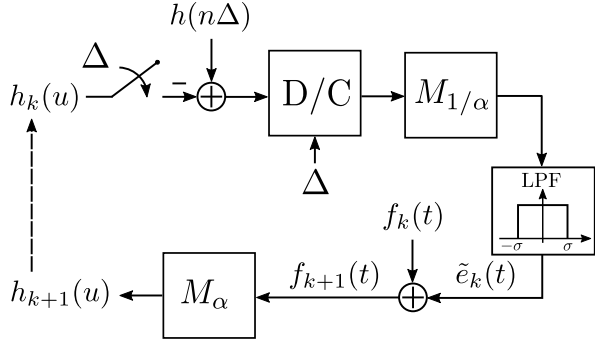 h(nΔ)
Δ
h_k(u)
−
D/C
M_{1/α}
Δ
LPF
−σ σ
f_k(t)
ẽ_k(t)
f_{k+1}(t)
M_α
h_{k+1}(u)